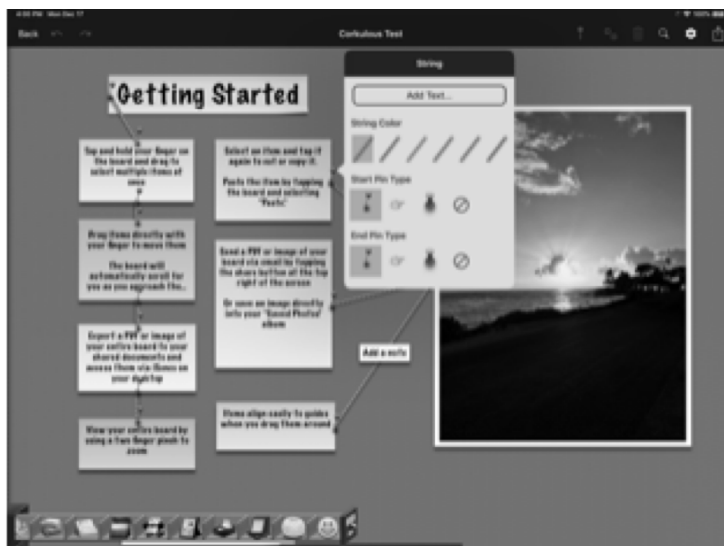 4:00 PM Mon Dec 17
100%
Back
Corkulous Test
Getting Started
Tap and hold your finger on
the board and drag to
select multiple items at
once
Drag items directly with
your finger to move them
The board will
automatically scroll for
you as you approach the...
Export a PDF or image of
your entire board to your
shared documents and
access them via iTunes on
your desktop
View your entire board by
using a two finger pinch to
zoom
Select an item and tap it
again to cut or copy it.
Paste the item by tapping
the board and selecting
"Paste"
Send a PDF or image of your
board via email by tapping
the share button at the top
right of the screen
Or save an image directly
into your "Saved Photos"
album
Items align easily to guides
when you drag them around
Add a note
String
Add Text...
String Color
Start Pin Type
End Pin Type